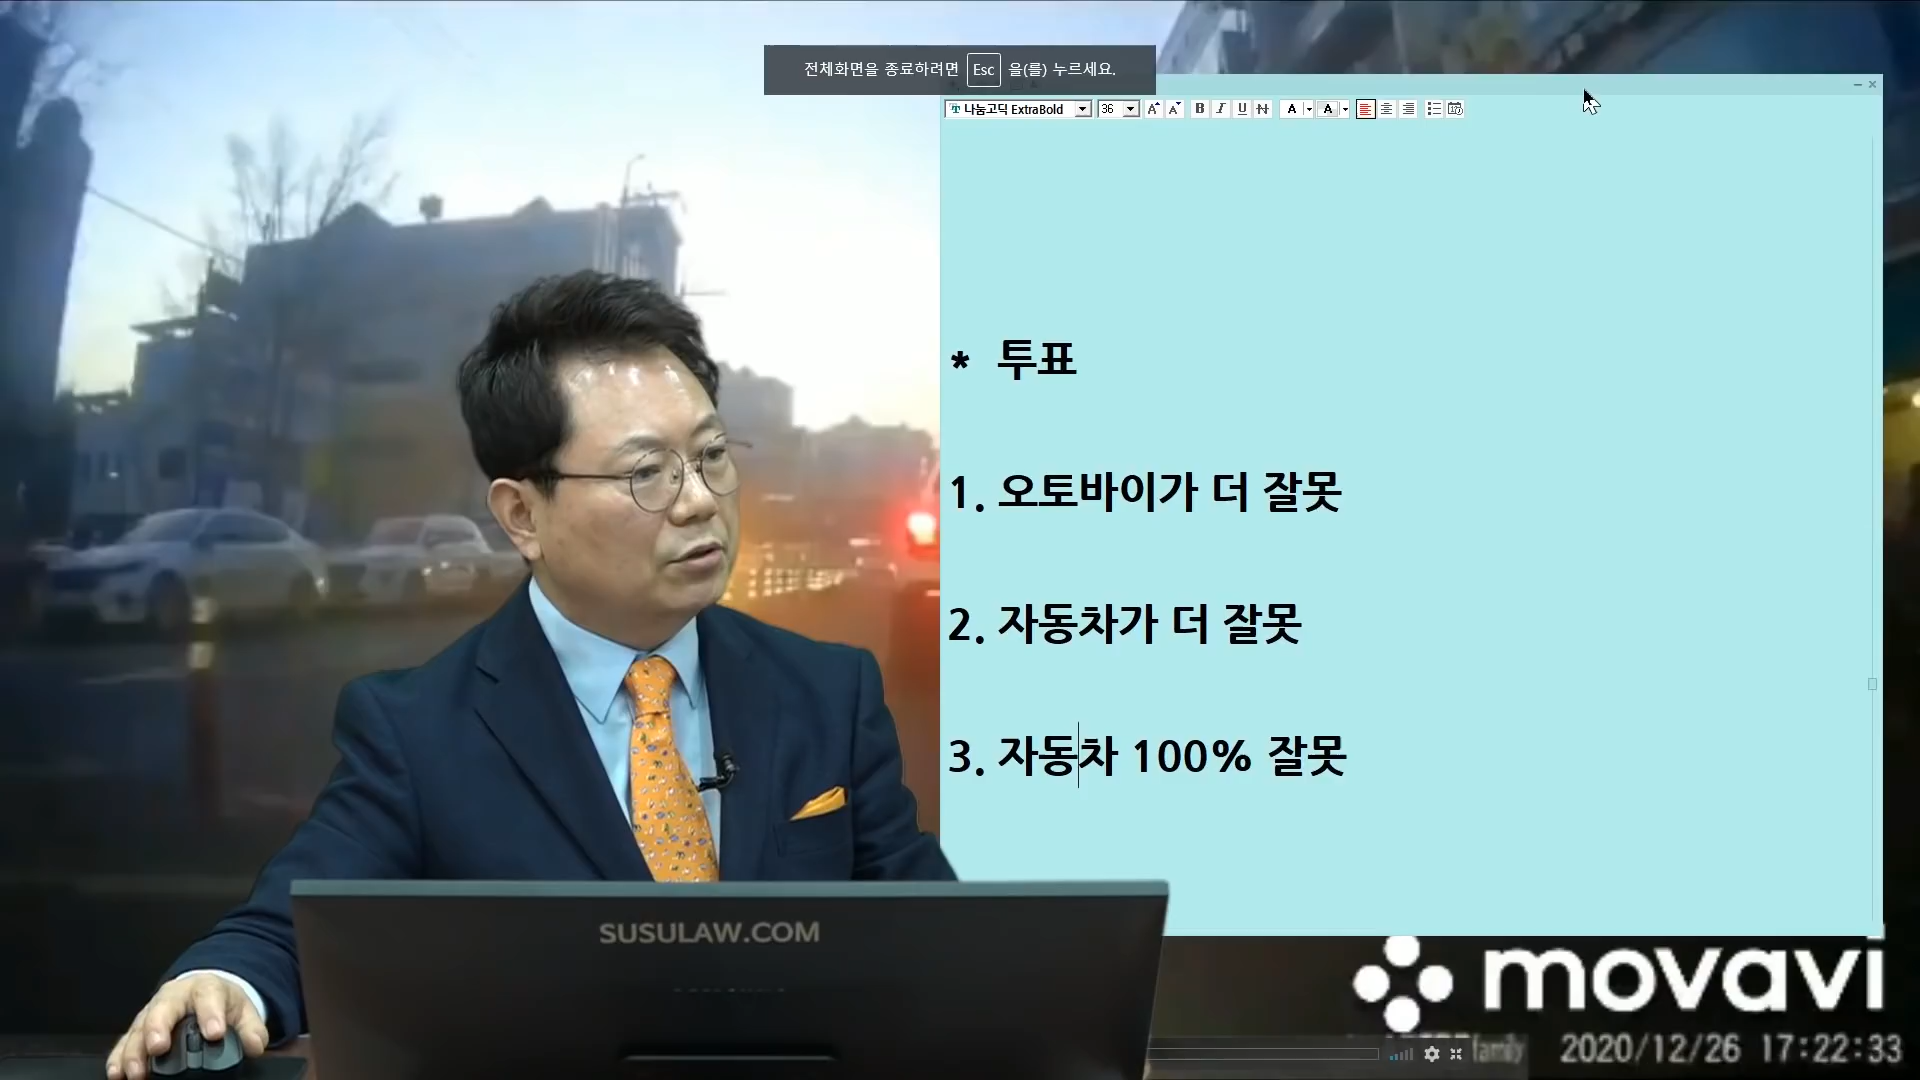 전체화면을 종료하려면 Esc 을(를) 누르세요.
나눔고딕 ExtraBold 36
* 투표
1. 오토바이가 더 잘못
2. 자동차가 더 잘못
3. 자동차 100% 잘못
SUSULAW.COM
movavi
family
2020/12/26 17:22:33